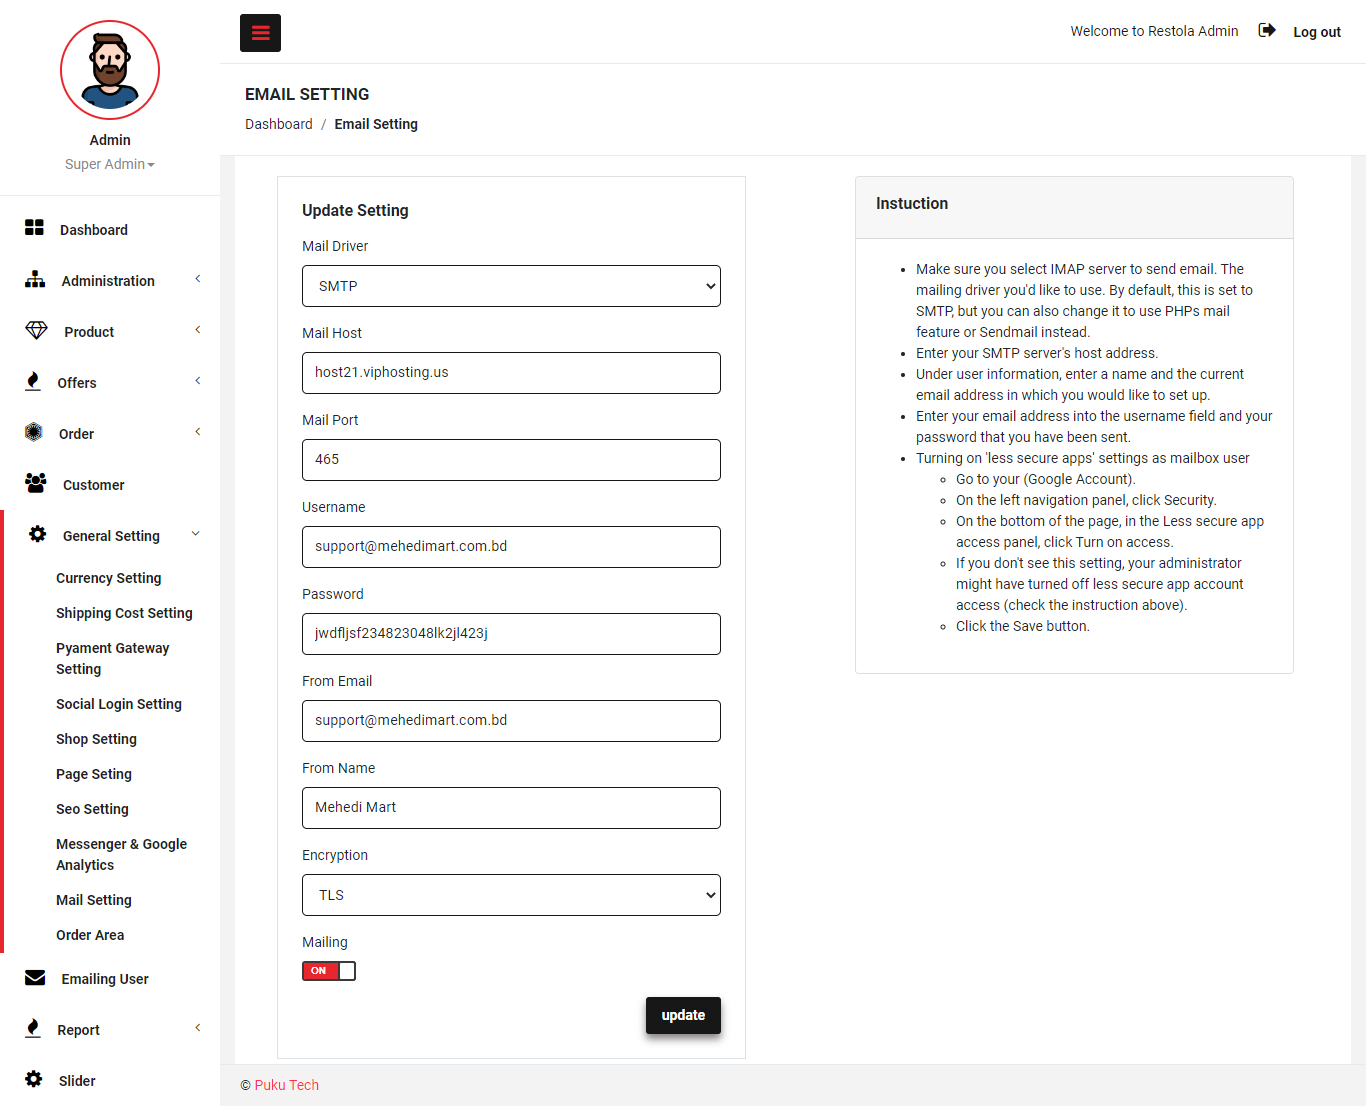 Welcome to Restola Admin
Log out
Admin
Super Admin
Dashboard
Administration
Product
Offers
Order
Customer
General Setting
Currency Setting
Shipping Cost Setting
Pyament Gateway
Setting
Social Login Setting
Shop Setting
Page Seting
Seo Setting
Messenger & Google
Analytics
Mail Setting
Order Area
Emailing User
Report
Slider
EMAIL SETTING
Dashboard / Email Setting
Update Setting
Mail Driver
SMTP
Mail Host
host21.viphosting.us
Mail Port
465
Username
support@mehedimart.com.bd
Password
jwdfljsf234823048lk2jl423j
From Email
support@mehedimart.com.bd
From Name
Mehedi Mart
Encryption
TLS
Mailing
ON
update
Instuction
• Make sure you select IMAP server to send email. The
mailing driver you'd like to use. By default, this is set to
SMTP, but you can also change it to use PHPs mail
feature or Sendmail instead.
• Enter your SMTP server's host address.
• Under user information, enter a name and the current
email address in which you would like to set up.
• Enter your email address into the username field and your
password that you have been sent.
• Turning on 'less secure apps' settings as mailbox user
◦ Go to your (Google Account).
◦ On the left navigation panel, click Security.
◦ On the bottom of the page, in the Less secure app
access panel, click Turn on access.
◦ If you don't see this setting, your administrator
might have turned off less secure app account
access (check the instruction above).
◦ Click the Save button.
© Puku Tech